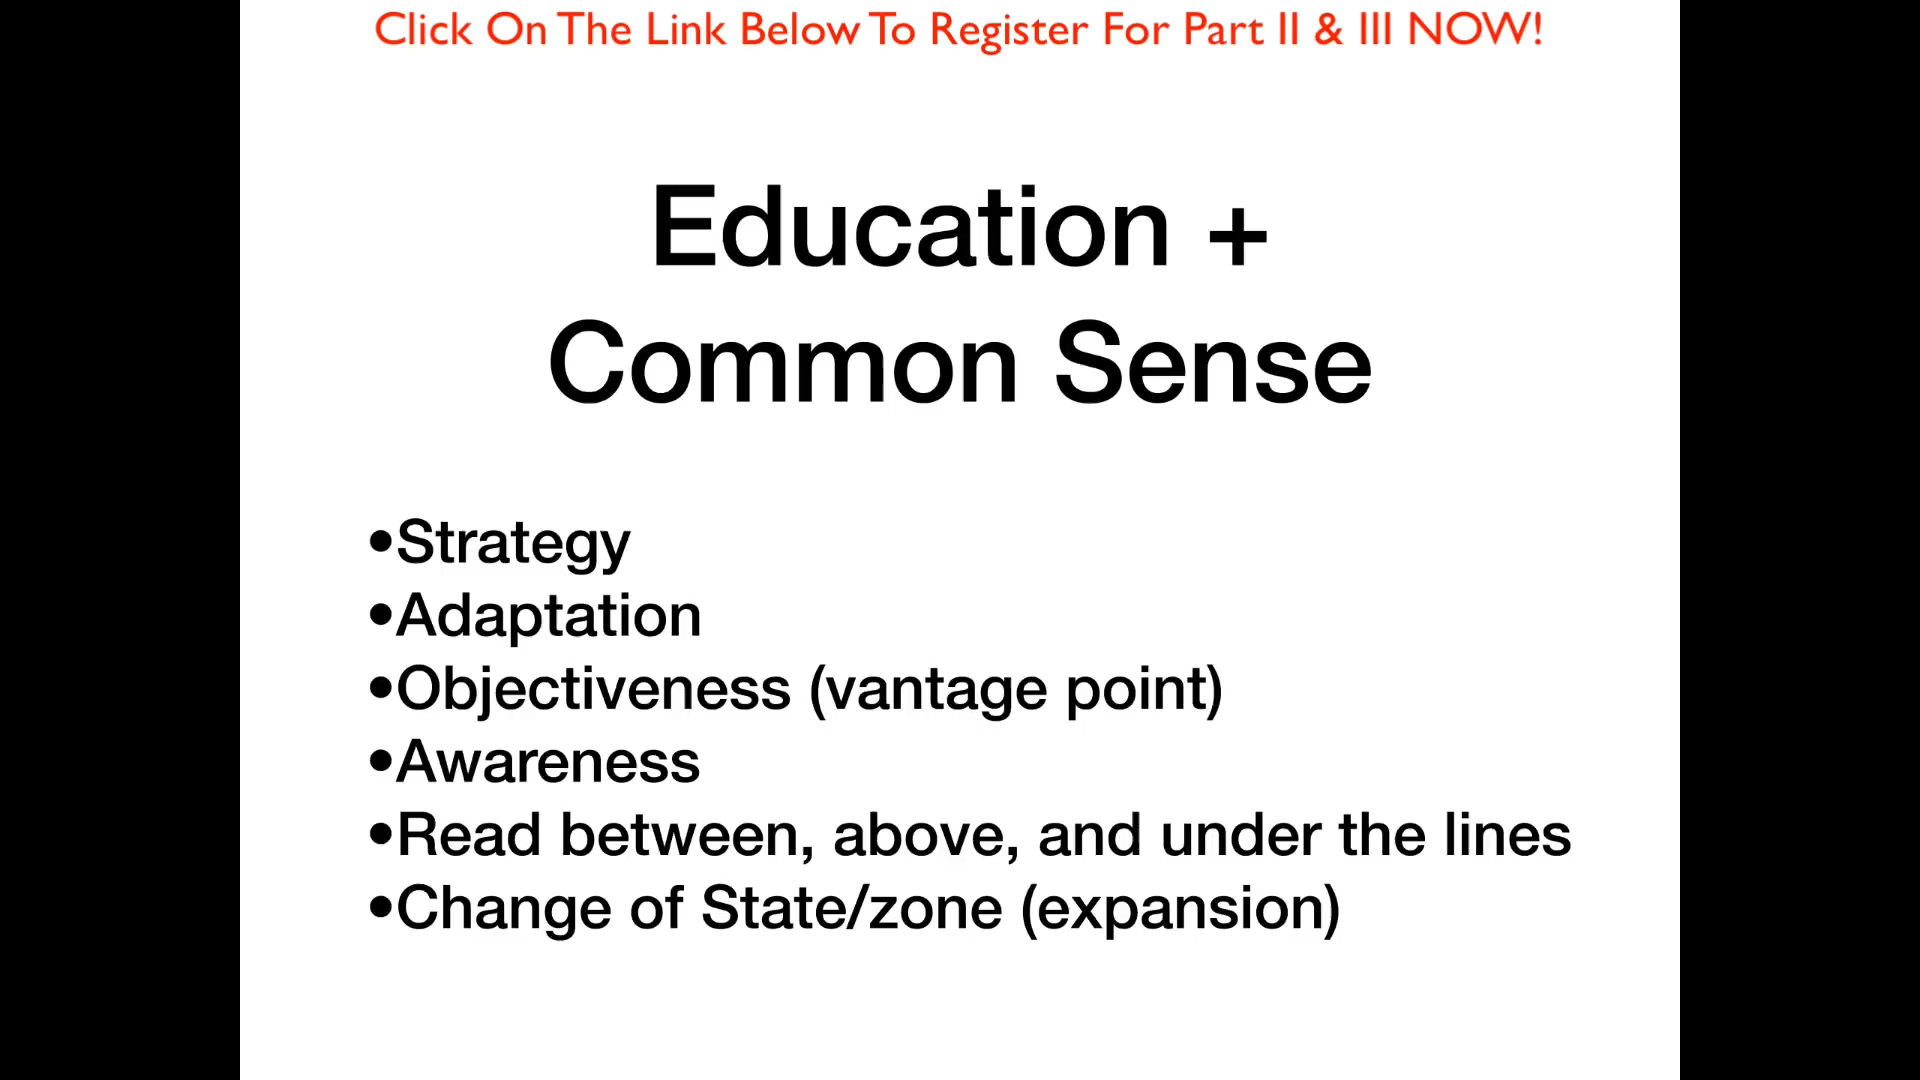 Click On The Link Below To Register For Part II & III NOW!
Education +
Common Sense
•Strategy
•Adaptation
•Objectiveness (vantage point)
•Awareness
•Read between, above, and under the lines
•Change of State/zone (expansion)